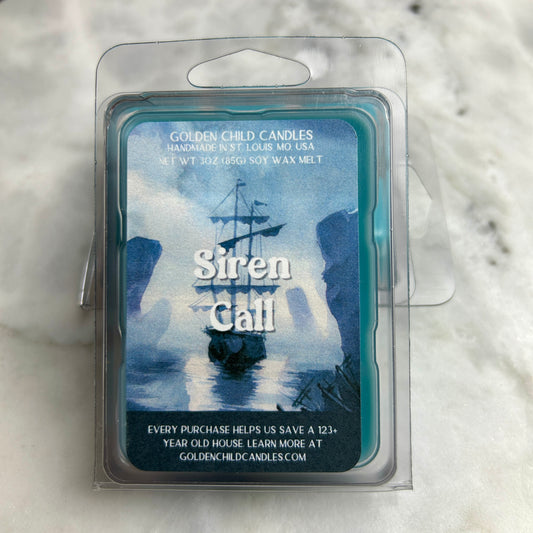 GOLDEN CHILD CANDLES
HANDMADE IN ST. LOUIS MO, USA
NET WT 3OZ (85G) SOY WAX MELT
Siren
Call
EVERY PURCHASE HELPS US SAVE A 123+
YEAR OLD HOUSE. LEARN MORE AT
GOLDENCHILDCANDLES.COM